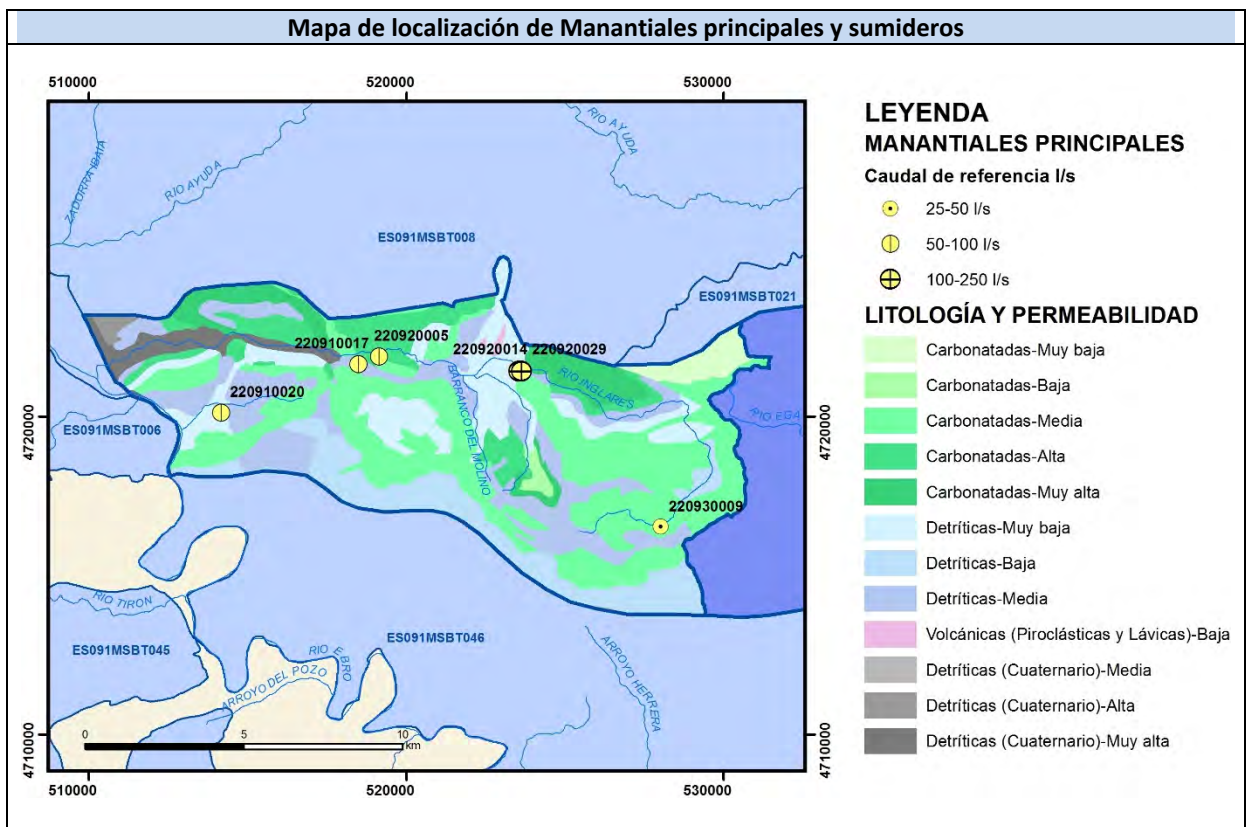 Mapa de localización de Manantiales principales y sumideros
510000
520000
530000
LEYENDA
MANANTIALES PRINCIPALES
Caudal de referencia l/s
25-50 l/s
50-100 l/s
100-250 l/s
LITOLOGÍA Y PERMEABILIDAD
Carbonatadas-Muy baja
Carbonatadas-Baja
Carbonatadas-Media
Carbonatadas-Alta
Carbonatadas-Muy alta
Detríticas-Muy baja
Detríticas-Baja
Detríticas-Media
Volcánicas (Piroclásticas y Lávicas)-Baja
Detríticas (Cuaternario)-Media
Detríticas (Cuaternario)-Alta
Detríticas (Cuaternario)-Muy alta
ZADORRA IBAIA
RIO AYUDA
RIO AYUDA
ES091MSBT008
ES091MSBT021
220910017
220920005
220920014
220920029
220910020
BARRANCO DEL MOLINO
RIO INGLARES
RIO EGA
ES091MSBT006
4720000
4720000
220930009
RIO TIRON
ES091MSBT045
ES091MSBT046
RIO EBRO
ARROYO DEL POZO
ARROYO HERRERA
4710000
4710000
0
5
10
km
510000
520000
530000